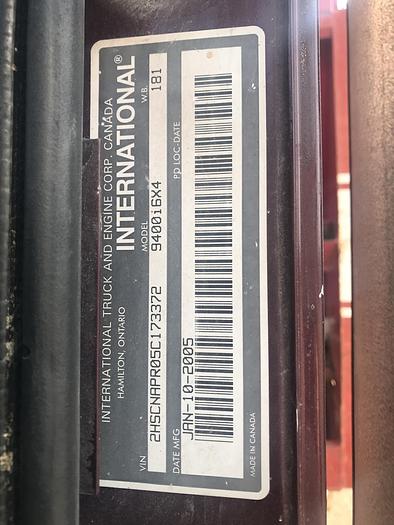 INTERNATIONAL TRUCK AND ENGINE CORP. CANADA
HAMILTON, ONTARIO
INTERNATIONAL®
VIN MODEL W.B.
2HSCNAPR05C173372 9400i6X4 181
DATE MFG Pp LOC-DATE
JAN-10-2005
MADE IN CANADA